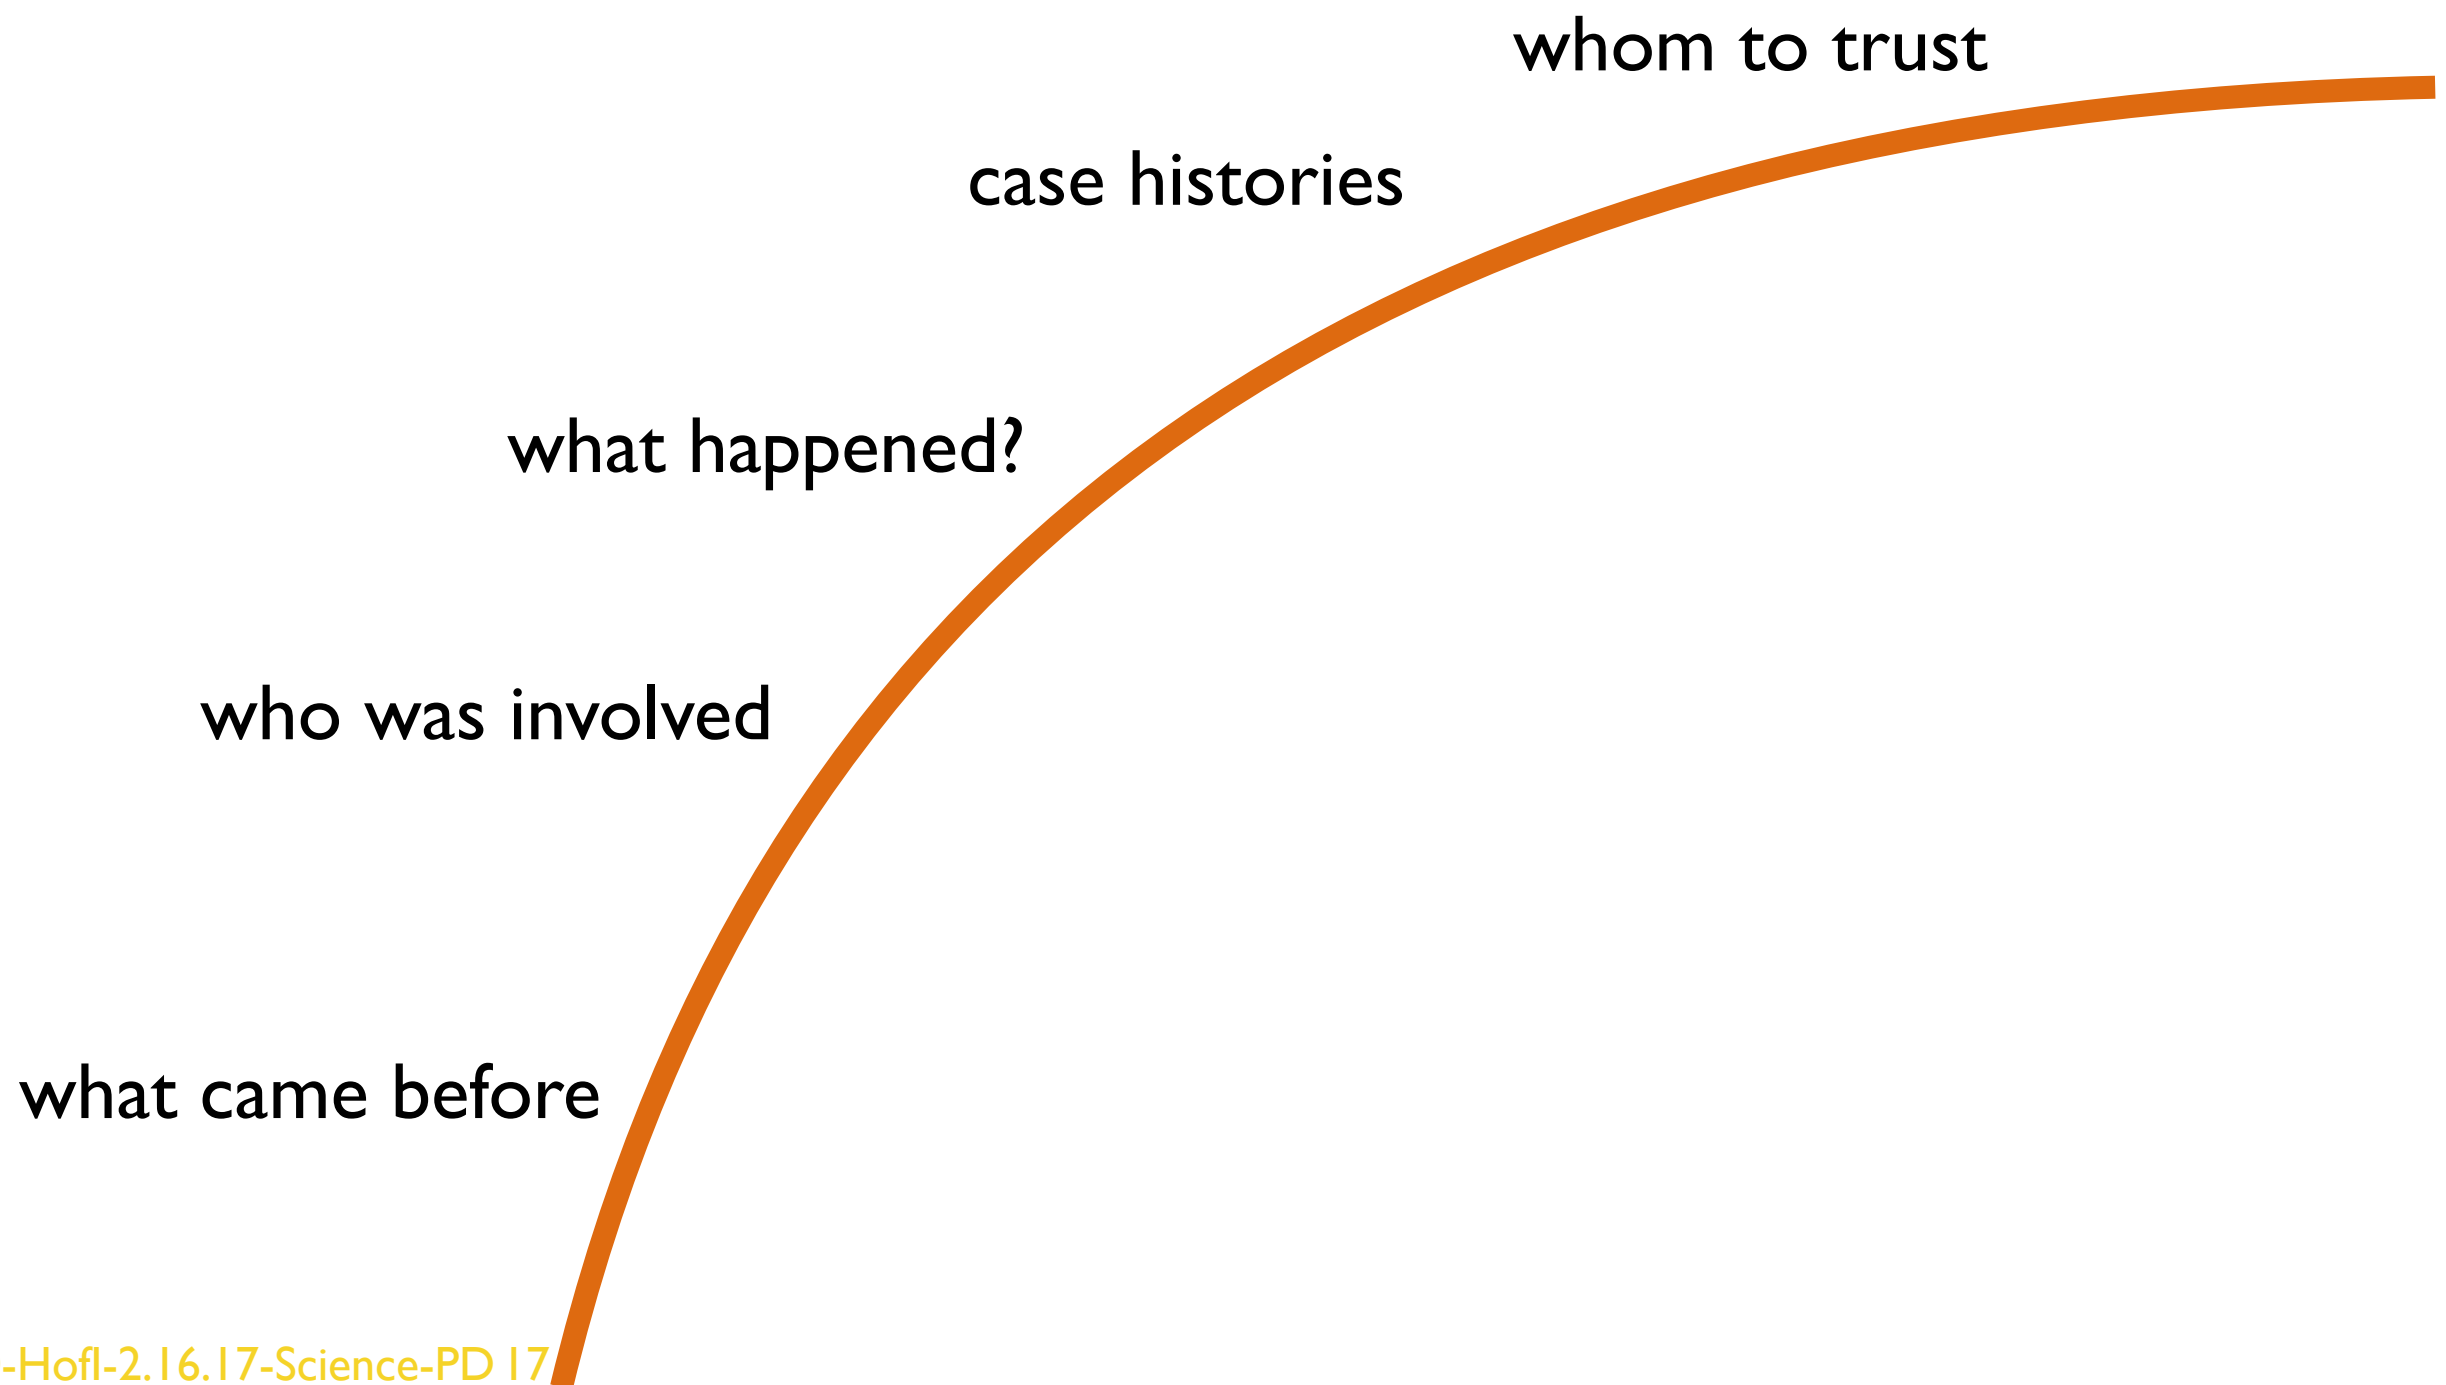 whom to trust
case histories
what happened?
who was involved
what came before
-Hofl-2.16.17-Science-PD 17